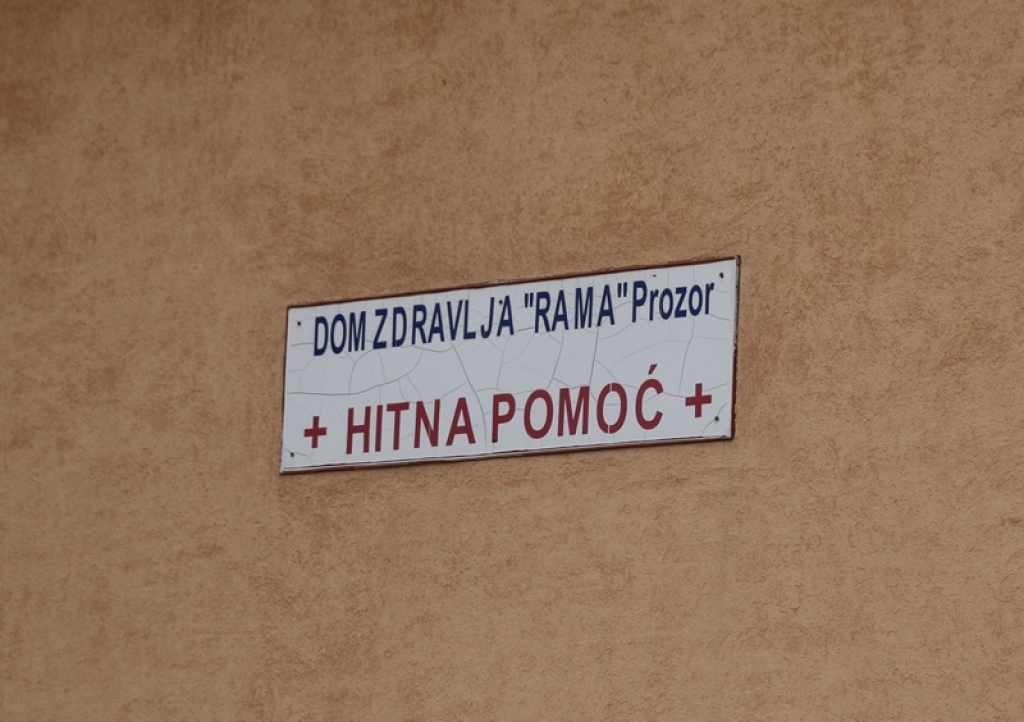 DOM ZDRAVLJA "RAMA" Prozor
+ HITNA POMOĆ +